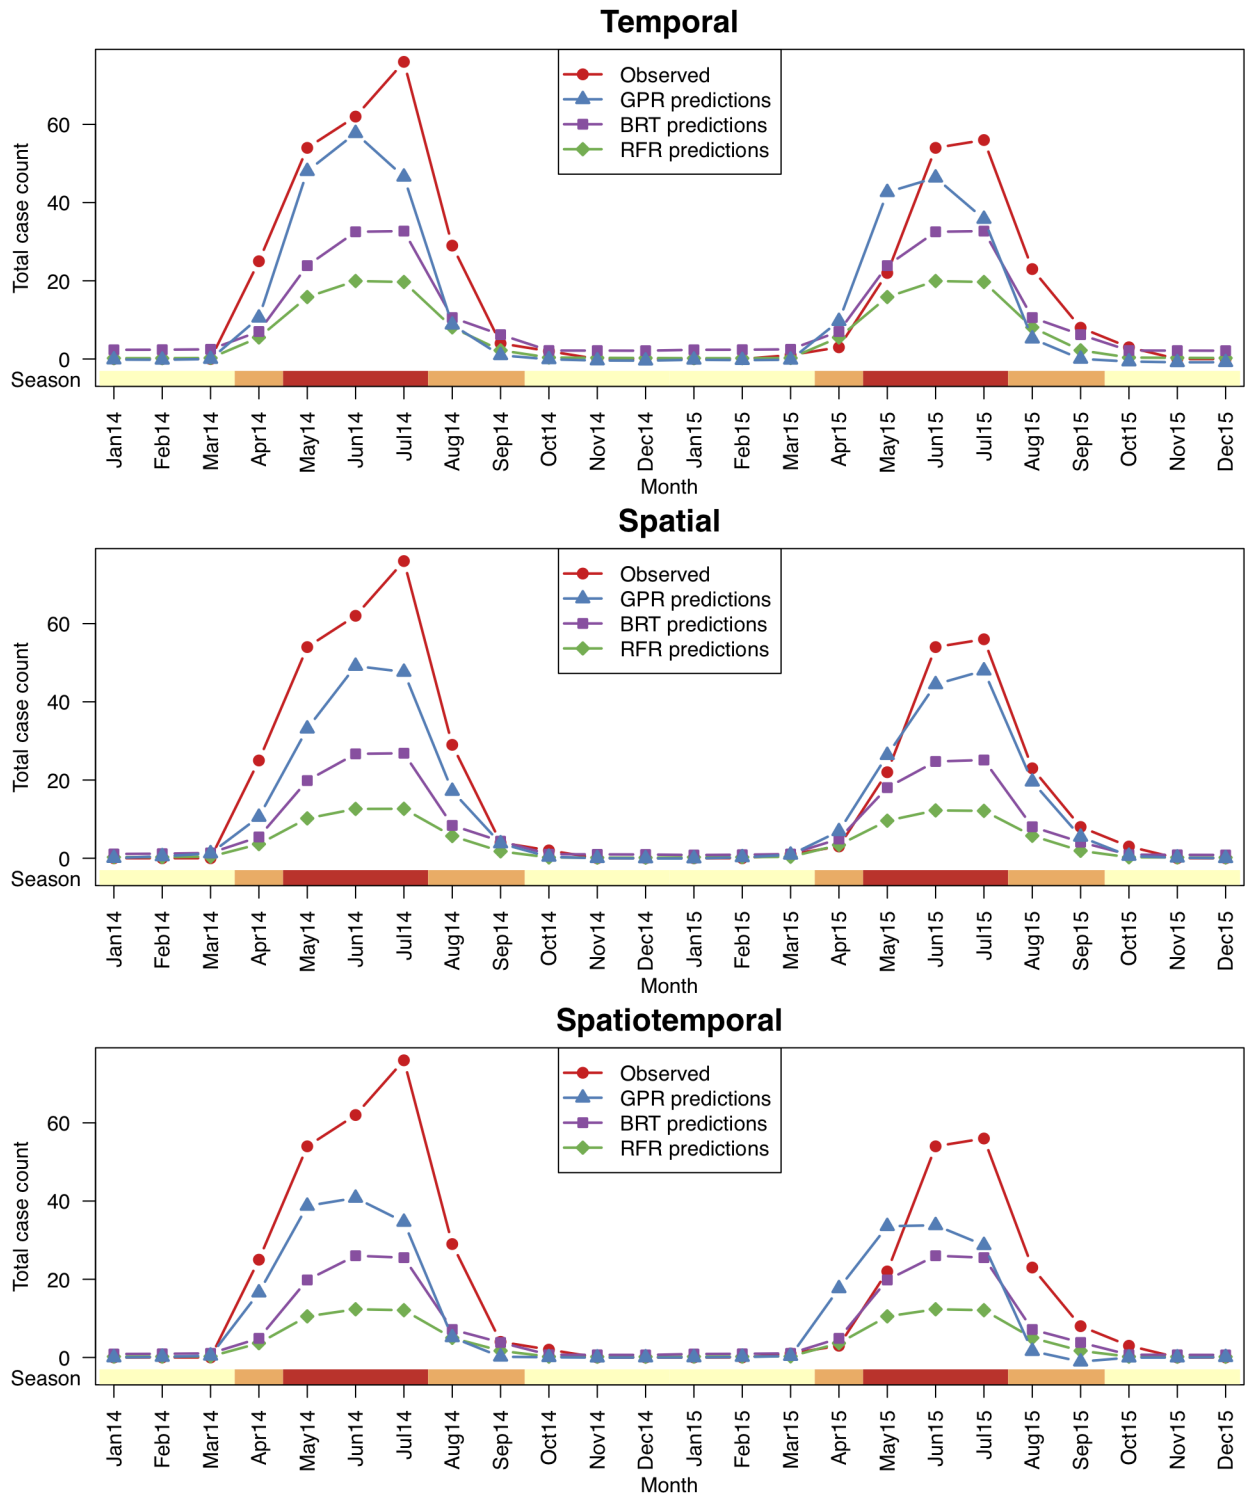 Temporal
Observed
GPR predictions
BRT predictions
RFR predictions
Total case count
60
40
20
0
Season
Jan14 Feb14 Mar14 Apr14 May14 Jun14 Jul14 Aug14 Sep14 Oct14 Nov14 Dec14 Jan15 Feb15 Mar15 Apr15 May15 Jun15 Jul15 Aug15 Sep15 Oct15 Nov15 Dec15
Month
Spatial
Observed
GPR predictions
BRT predictions
RFR predictions
Total case count
60
40
20
0
Season
Jan14 Feb14 Mar14 Apr14 May14 Jun14 Jul14 Aug14 Sep14 Oct14 Nov14 Dec14 Jan15 Feb15 Mar15 Apr15 May15 Jun15 Jul15 Aug15 Sep15 Oct15 Nov15 Dec15
Month
Spatiotemporal
Observed
GPR predictions
BRT predictions
RFR predictions
Total case count
60
40
20
0
Season
Jan14 Feb14 Mar14 Apr14 May14 Jun14 Jul14 Aug14 Sep14 Oct14 Nov14 Dec14 Jan15 Feb15 Mar15 Apr15 May15 Jun15 Jul15 Aug15 Sep15 Oct15 Nov15 Dec15
Month